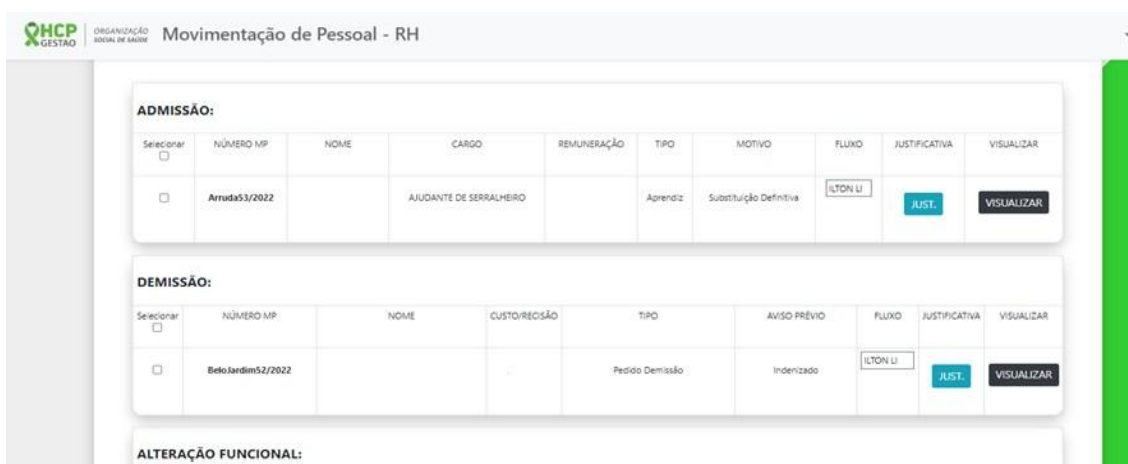 HCP GESTÃO ORGANIZAÇÃO SOCIAL DE SAÚDE Movimentação de Pessoal - RH
ADMISSÃO:
Selecionar NÚMERO MP NOME CARGO REMUNERAÇÃO TIPO MOTIVO FLUXO JUSTIFICATIVA VISUALIZAR
Arruda53/2022 AJUDANTE DE SERRALHEIRO Aprendiz Substituição Definitiva ILTON LI JUST. VISUALIZAR
DEMISSÃO:
Selecionar NÚMERO MP NOME CUSTO/RECISÃO TIPO AVISO PRÉVIO FLUXO JUSTIFICATIVA VISUALIZAR
BeloJardim52/2022 Pedido Demissão Indenizado ILTON LI JUST. VISUALIZAR
ALTERAÇÃO FUNCIONAL: